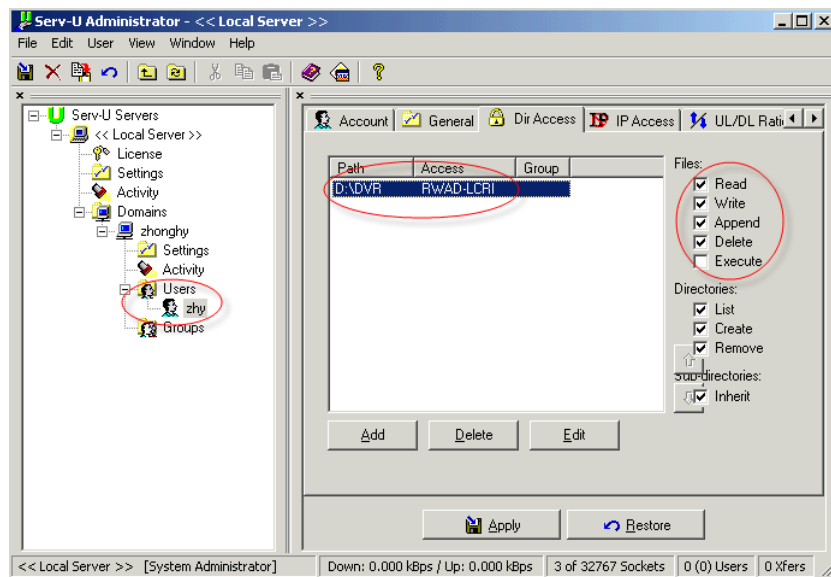 Serv-U Administrator - << Local Server >>
File Edit User View Window Help
Serv-U Servers
<< Local Server >>
License
Settings
Activity
Domains
zhonghy
Settings
Activity
Users
zhy
Groups
Account General Dir Access IP Access UL/DL Rati
Path Access Group
D:\DVR RWAD-LCRI
Files:
Read
Write
Append
Delete
Execute
Directories:
List
Create
Remove
Sub-directories:
Inherit
Add Delete Edit
Apply Restore
<< Local Server >> [System Administrator] Down: 0.000 kBps / Up: 0.000 kBps 3 of 32767 Sockets 0 (0) Users 0 Xfers